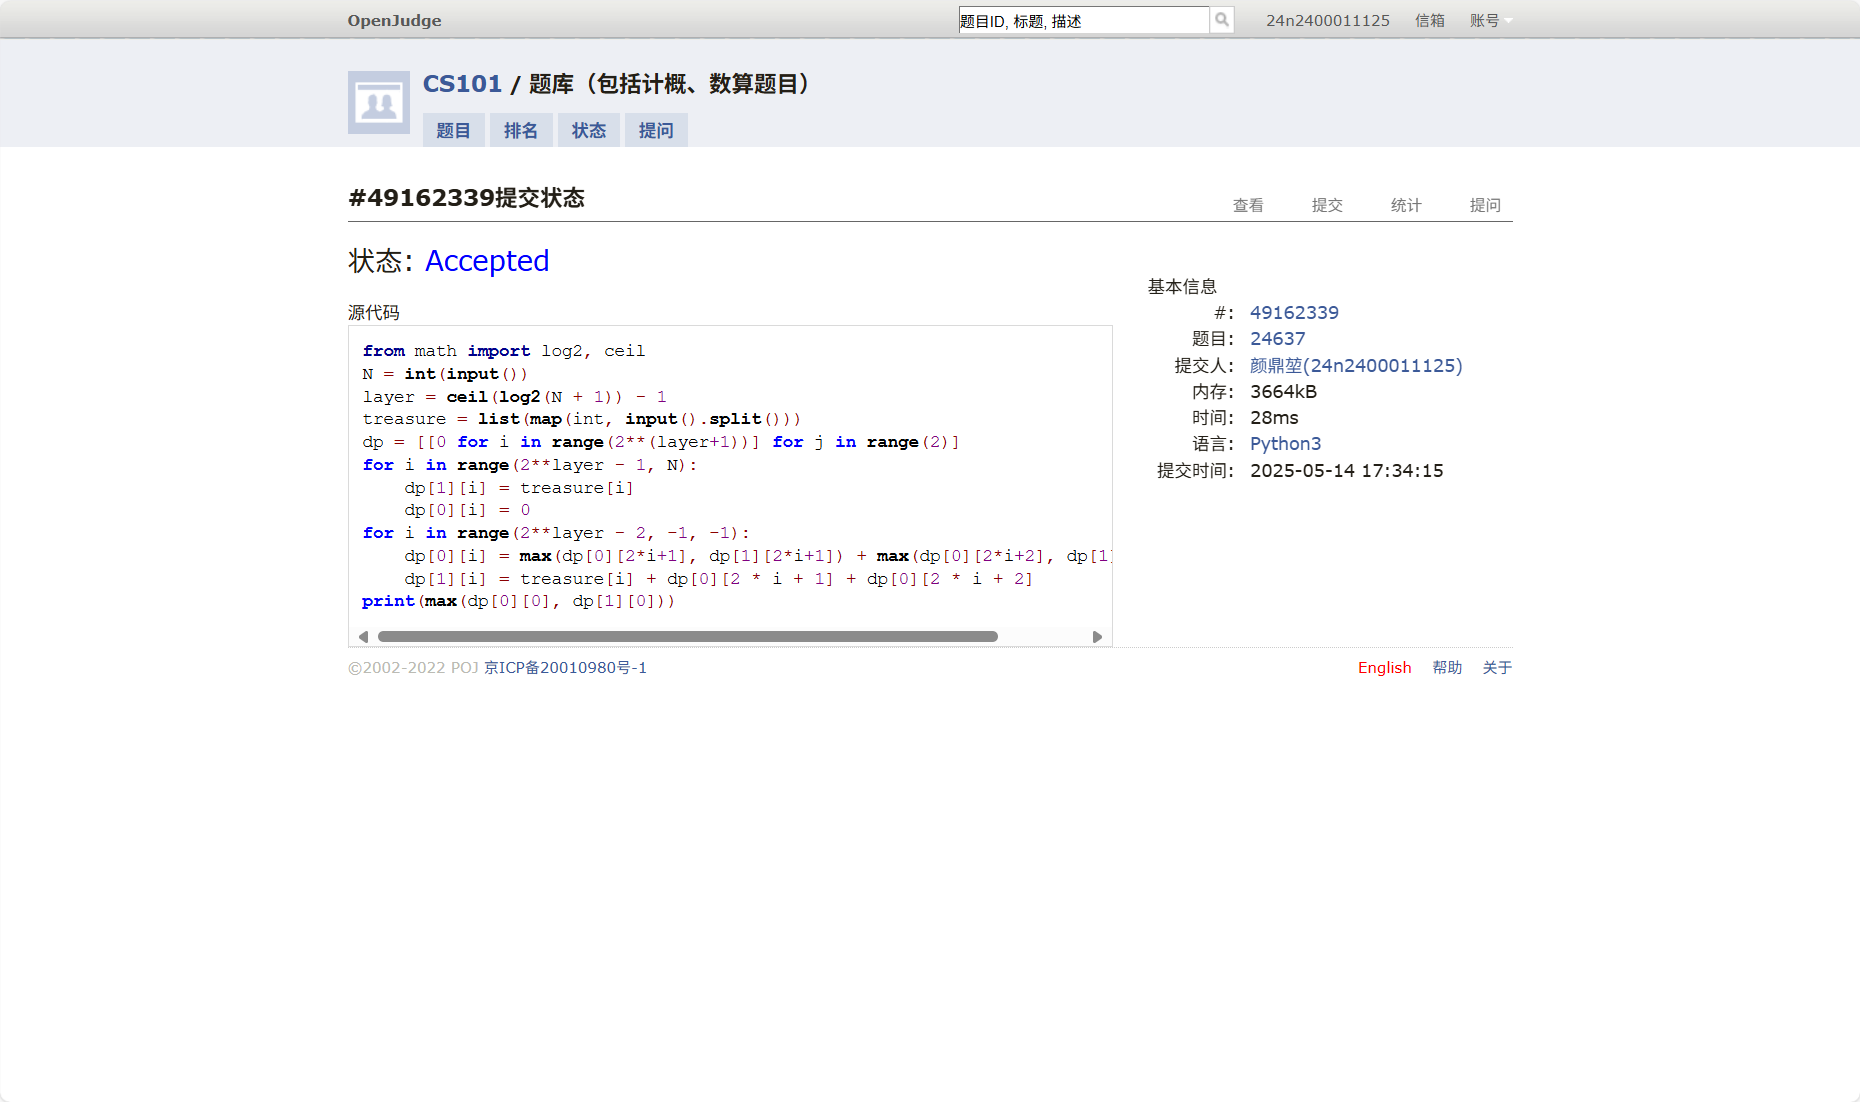 OpenJudge
题目ID, 标题, 描述
24n2400011125 信箱 账号
CS101 / 题库（包括计概、数算题目）
题目 排名 状态 提问
#49162339提交状态
查看 提交 统计 提问
状态: Accepted
源代码
from math import log2, ceil
N = int(input())
layer = ceil(log2(N + 1)) - 1
treasure = list(map(int, input().split()))
dp = [[0 for i in range(2**(layer+1))] for j in range(2)]
for i in range(2**layer - 1, N):
    dp[1][i] = treasure[i]
    dp[0][i] = 0
for i in range(2**layer - 2, -1, -1):
    dp[0][i] = max(dp[0][2*i+1], dp[1][2*i+1]) + max(dp[0][2*i+2], dp[1]
    dp[1][i] = treasure[i] + dp[0][2 * i + 1] + dp[0][2 * i + 2]
print(max(dp[0][0], dp[1][0]))
基本信息
#: 49162339
题目: 24637
提交人: 颜鼎堃(24n2400011125)
内存: 3664kB
时间: 28ms
语言: Python3
提交时间: 2025-05-14 17:34:15
©2002-2022 POJ 京ICP备20010980号-1
English 帮助 关于